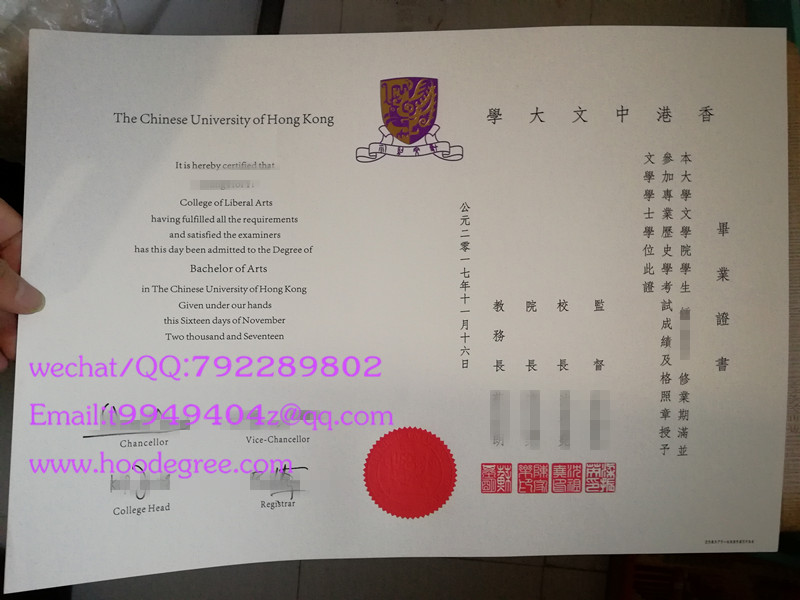 The Chinese University of Hong Kong
It is hereby certified that
College of Liberal Arts
having fulfilled all the requirements
and satisfied the examiners
has this day been admitted to the Degree of
Bachelor of Arts
in The Chinese University of Hong Kong
Given under our hands
this Sixteen days of November
Two thousand and Seventeen
Chancellor
Vice-Chancellor
College Head
Registrar
香港中文大學
畢業證書
本大學文學院學生 修業期滿並
參加專業歷史學考試成績及格照章授予
文學學士學位此證
監督
校長
院長
教務長
公元二零一七年十一月十六日
wechat/QQ:792289802
Email:t9949404z@qq.com
www.hoodegree.com